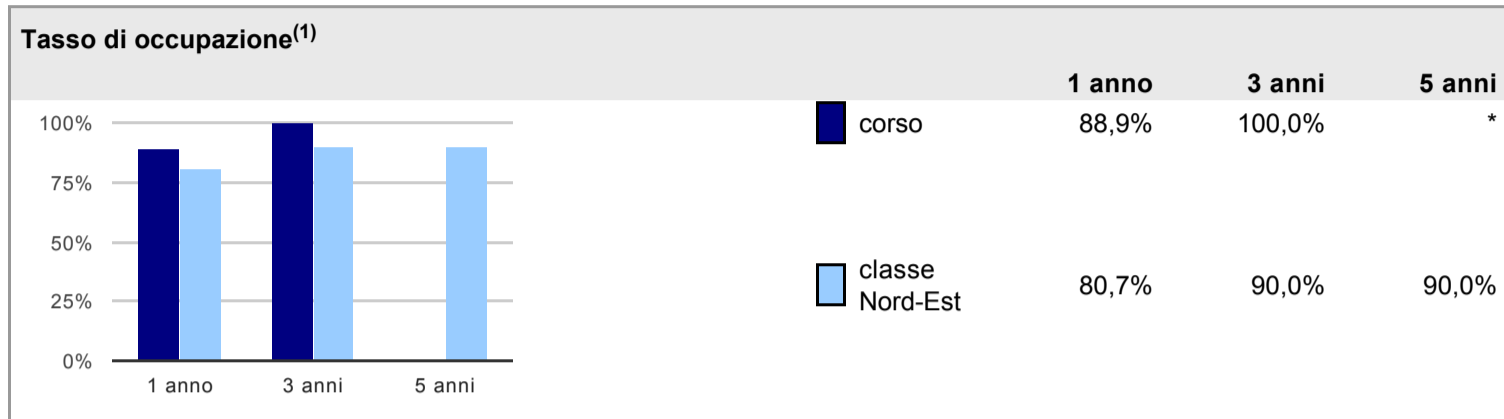 Tasso di occupazione(1)
1 anno 3 anni 5 anni
100%
75%
50%
25%
0%
1 anno 3 anni 5 anni
corso 88,9% 100,0% *
classe
Nord-Est 80,7% 90,0% 90,0%